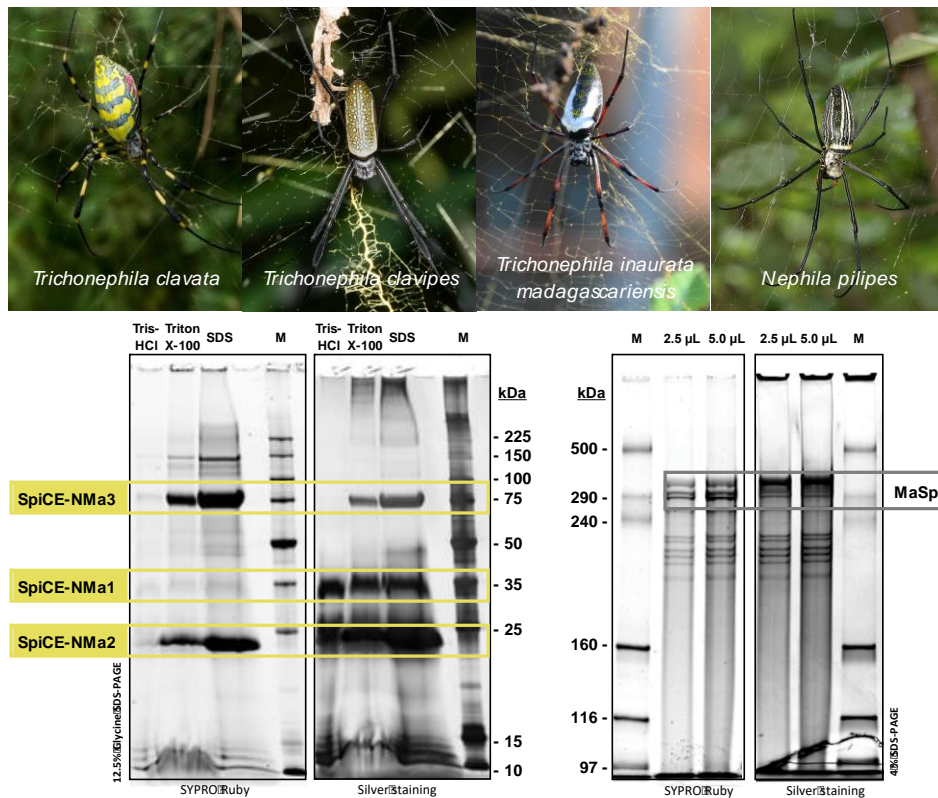 Trichonephila clavata
Trichonephila clavipes
Trichonephila inaurata
madagascariensis
Nephila pilipes
Tris-
HCl
Triton
X-100
SDS
M
Tris-
HCl
Triton
X-100
SDS
M
kDa
- 225
- 150
- 100
- 75
- 50
- 35
- 25
- 15
- 10
SpiCE-NMa3
SpiCE-NMa1
SpiCE-NMa2
12.5% Glycine SDS-PAGE
SYPRO Ruby
Silver staining
kDa
M
2.5 µL
5.0 µL
2.5 µL
5.0 µL
M
500 -
290 -
240 -
160 -
116 -
97 -
MaSp
4% SDS-PAGE
SYPRO Ruby
Silver staining